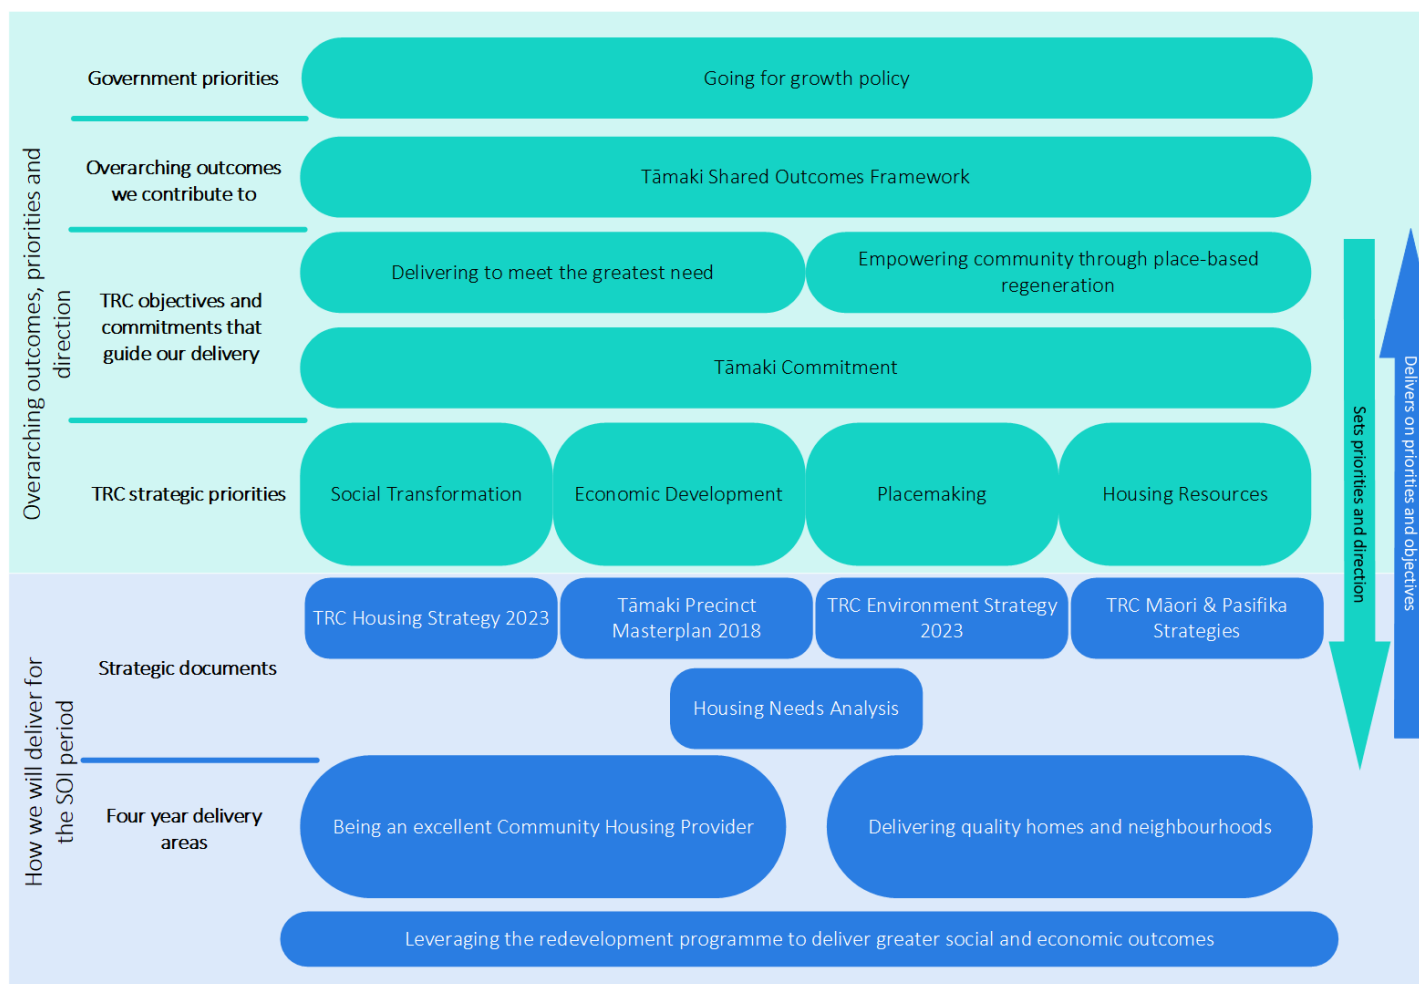 Overarching outcomes, priorities and
direction
Government priorities
Going for growth policy
Overarching outcomes
we contribute to
Tāmaki Shared Outcomes Framework
TRC objectives and
commitments that
guide our delivery
Delivering to meet the greatest need
Empowering community through place-based
regeneration
Tāmaki Commitment
TRC strategic priorities
Social Transformation
Economic Development
Placemaking
Housing Resources
How we will deliver for
the SOI period
Strategic documents
TRC Housing Strategy 2023
Tāmaki Precinct
Masterplan 2018
TRC Environment Strategy
2023
TRC Māori & Pasifika
Strategies
Housing Needs Analysis
Four year delivery
areas
Being an excellent Community Housing Provider
Delivering quality homes and neighbourhoods
Leveraging the redevelopment programme to deliver greater social and economic outcomes
Sets priorities and direction
Delivers on priorities and objectives